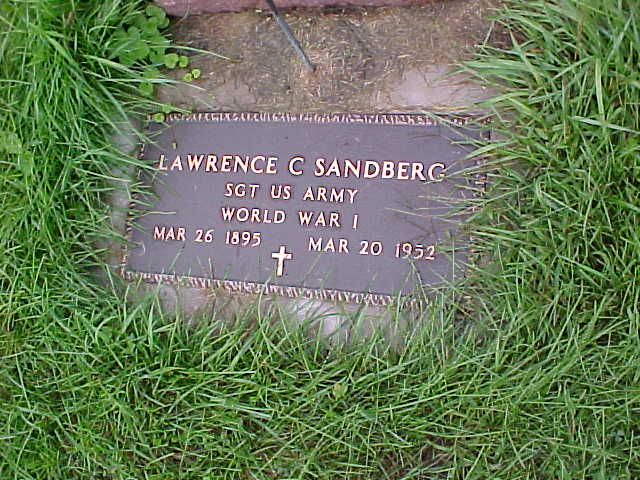 LAWRENCE C SANDBERG
SGT US ARMY
WORLD WAR I
MAR 26 1895 MAR 20 1952